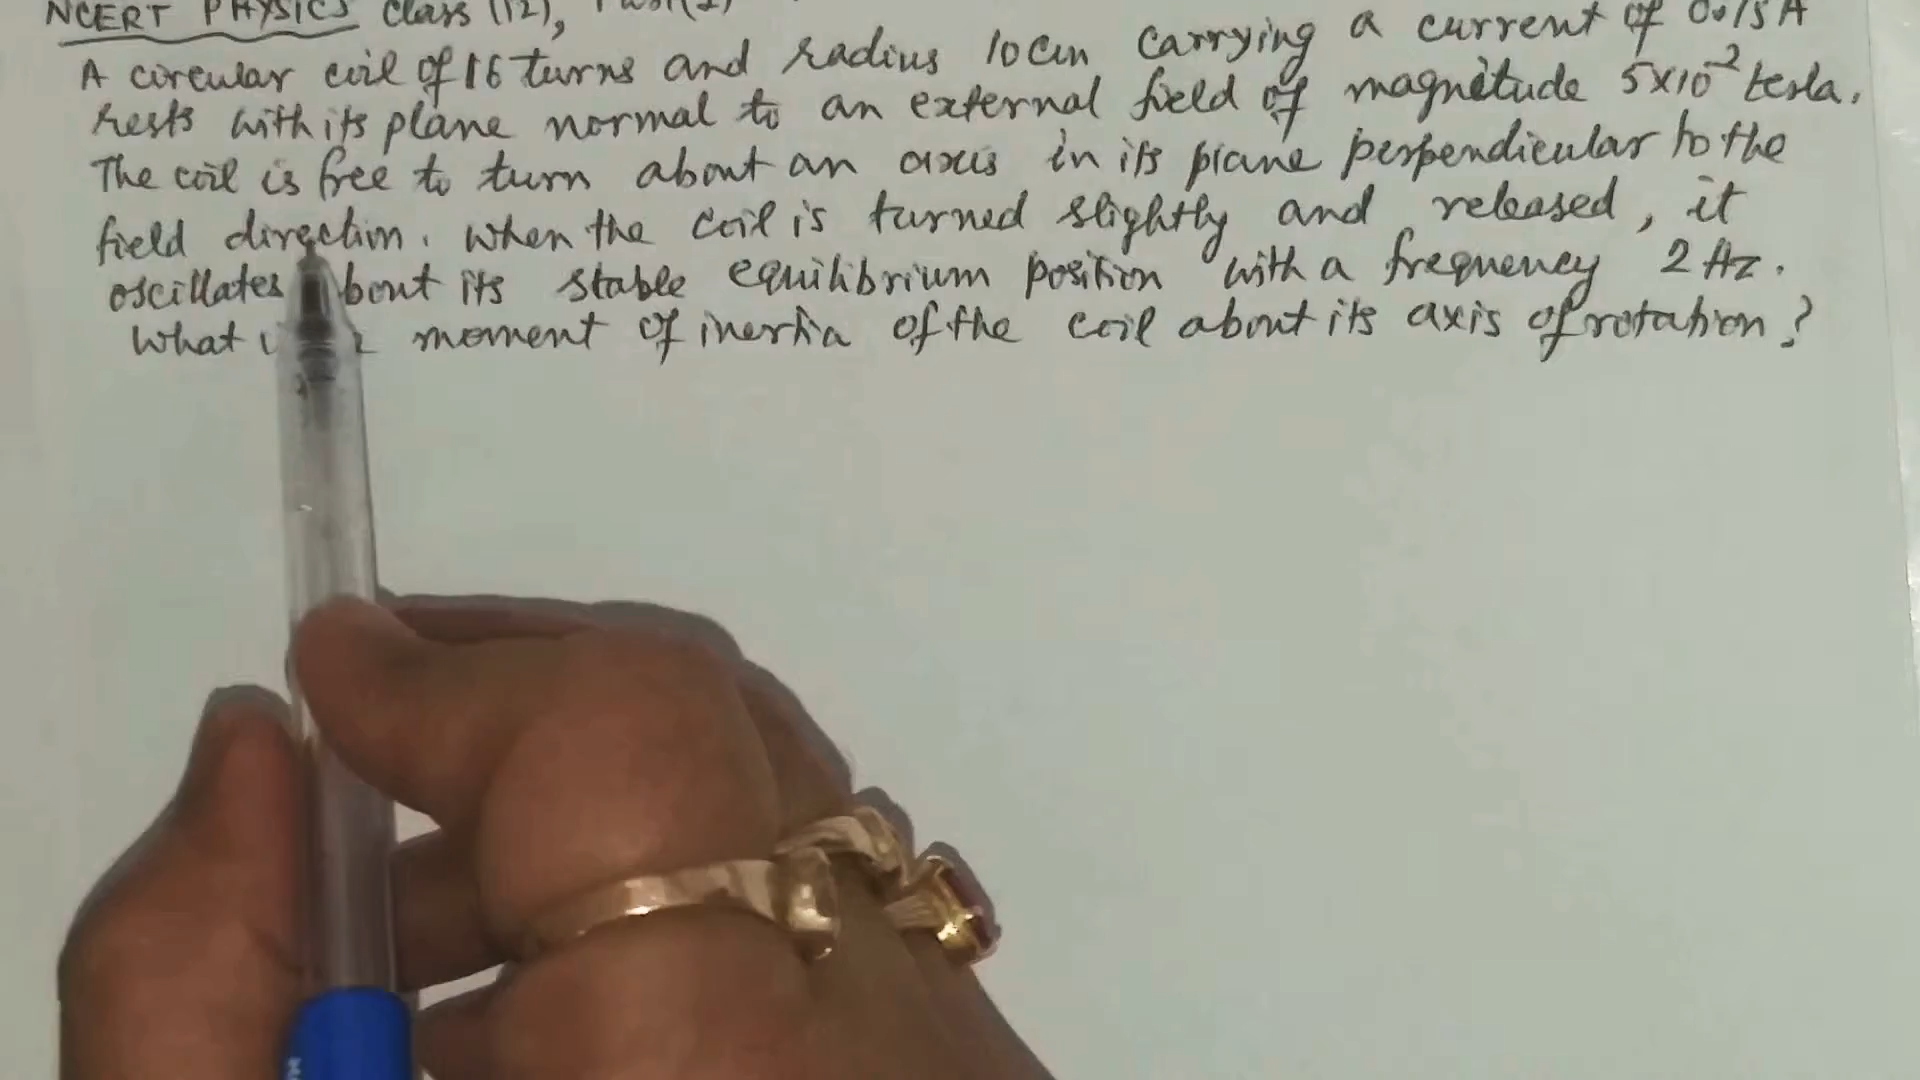 NCERT PHYSICS Class (12),
A circular coil of 16 turns and radius 10cm carrying a current of 0.75A
rests with its plane normal to an external field of magnitude 5x10⁻² tesla.
The coil is free to turn about an axis in its plane perpendicular to the
field direction. When the coil is turned slightly and released, it
oscillates about its stable equilibrium position with a frequency 2 Hz.
What moment of inertia of the coil about its axis of rotation?